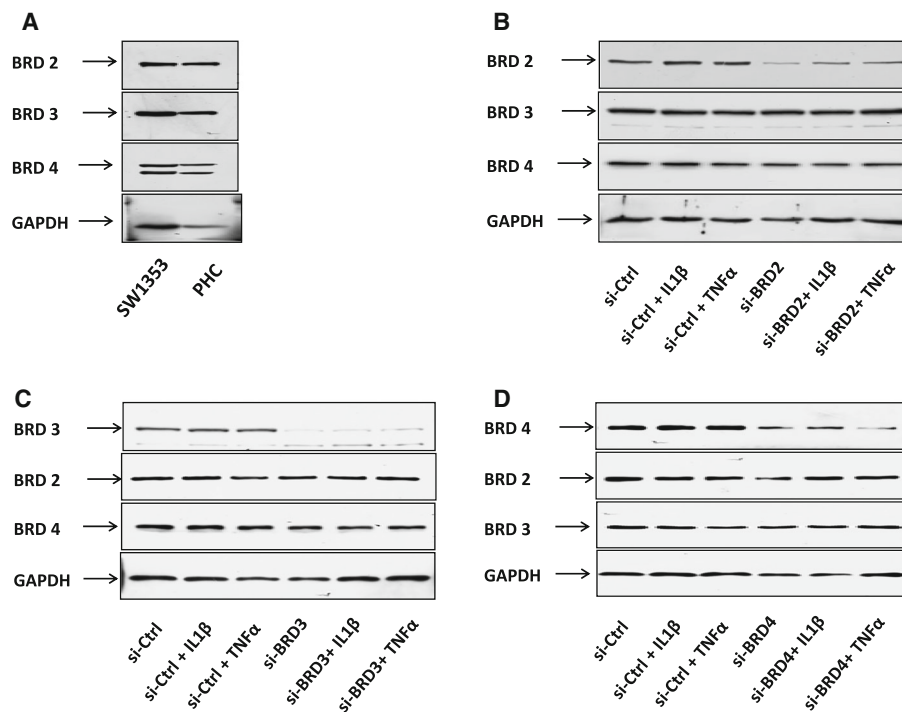 A
BRD 2
BRD 3
BRD 4
GAPDH
SW1353
PHC
B
BRD 2
BRD 3
BRD 4
GAPDH
si-Ctrl
si-Ctrl + IL1β
si-Ctrl + TNFα
si-BRD2
si-BRD2+ IL1β
si-BRD2+ TNFα
C
BRD 3
BRD 2
BRD 4
GAPDH
si-Ctrl
si-Ctrl + IL1β
si-Ctrl + TNFα
si-BRD3
si-BRD3+ IL1β
si-BRD3+ TNFα
D
BRD 4
BRD 2
BRD 3
GAPDH
si-Ctrl
si-Ctrl + IL1β
si-Ctrl + TNFα
si-BRD4
si-BRD4+ IL1β
si-BRD4+ TNFα